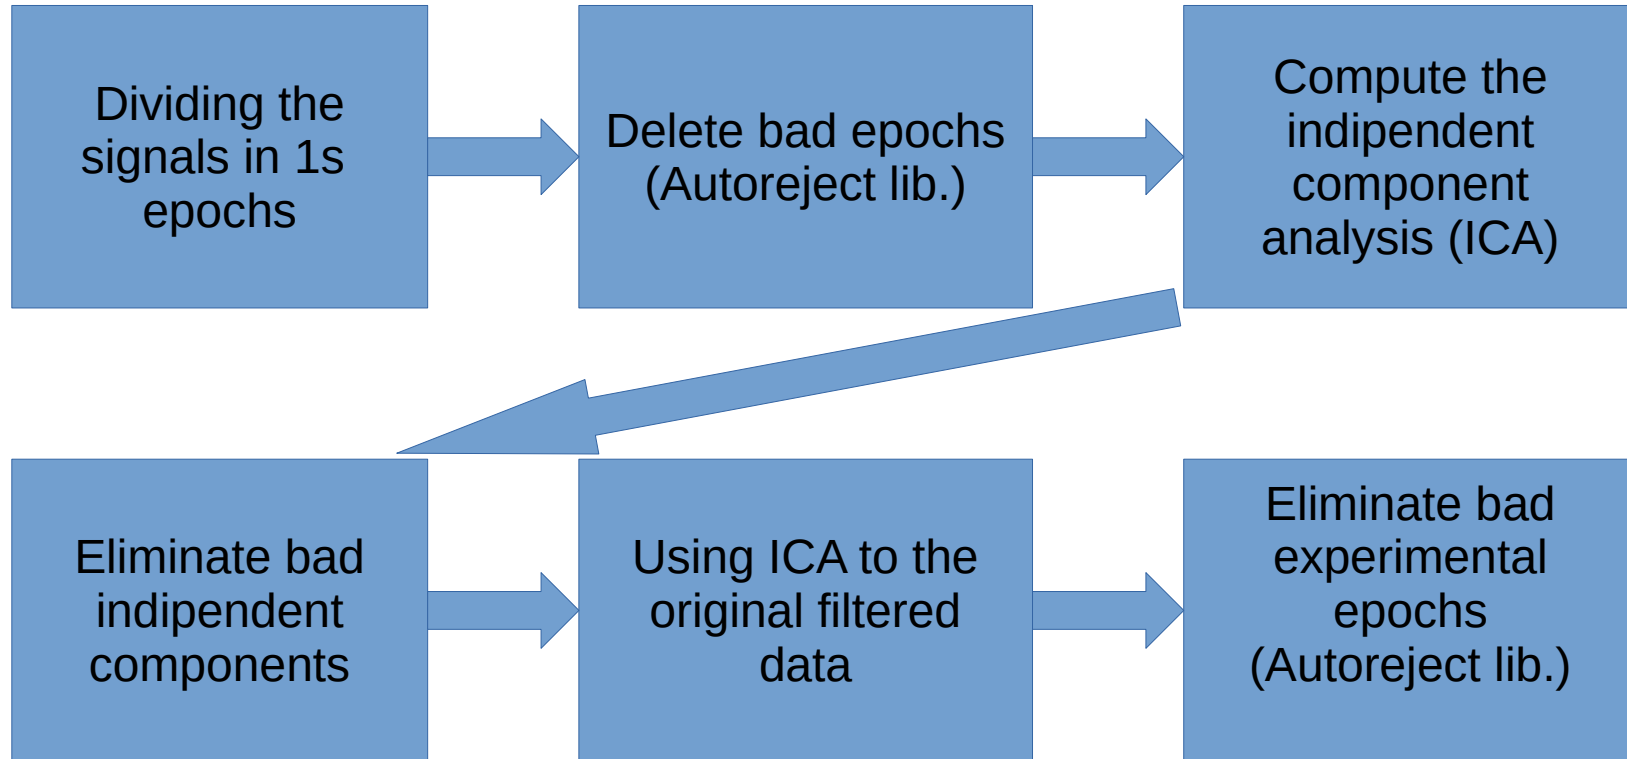 Dividing the
signals in 1s
epochs
Delete bad epochs
(Autoreject lib.)
Compute the
indipendent
component
analysis (ICA)
Eliminate bad
indipendent
components
Using ICA to the
original filtered
data
Eliminate bad
experimental
epochs
(Autoreject lib.)